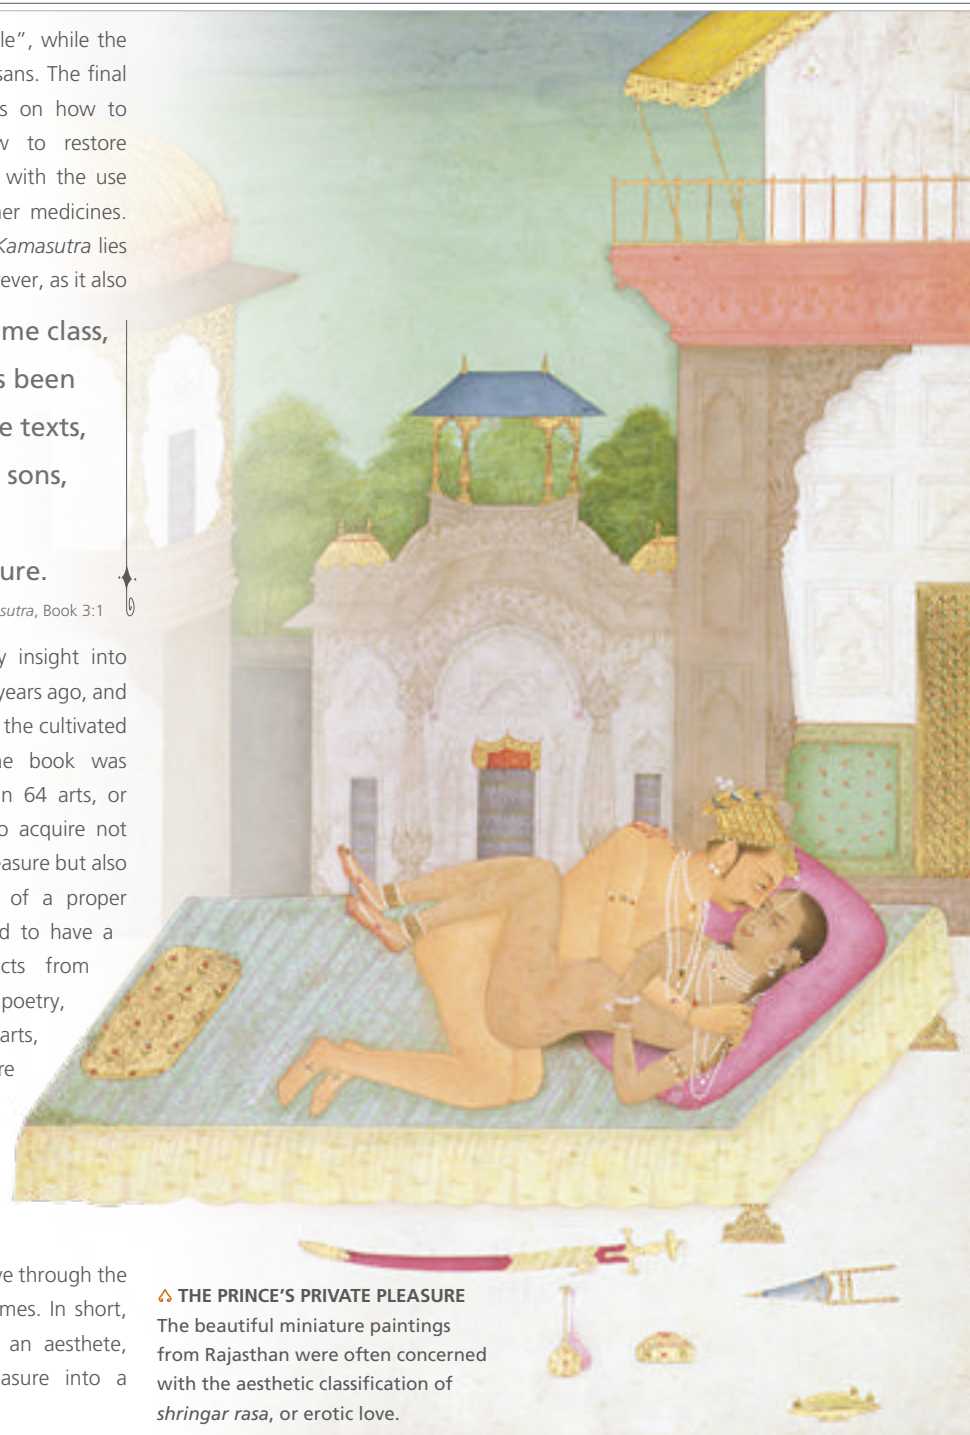 le”, while the
sans. The final
s on how to
w to restore
with the use
ner medicines.
Kamasutra lies
ever, as it also
me class,
s been
e texts,
sons,
ure.
sutra, Book 3:1
y insight into
years ago, and
the cultivated
ne book was
n 64 arts, or
o acquire not
easure but also
of a proper
d to have a
cts from
poetry,
arts,
re
ve through the
mes. In short,
an aesthete,
asure into a
THE PRINCE’S PRIVATE PLEASURE
The beautiful miniature paintings
from Rajasthan were often concerned
with the aesthetic classification of
shringar rasa, or erotic love.